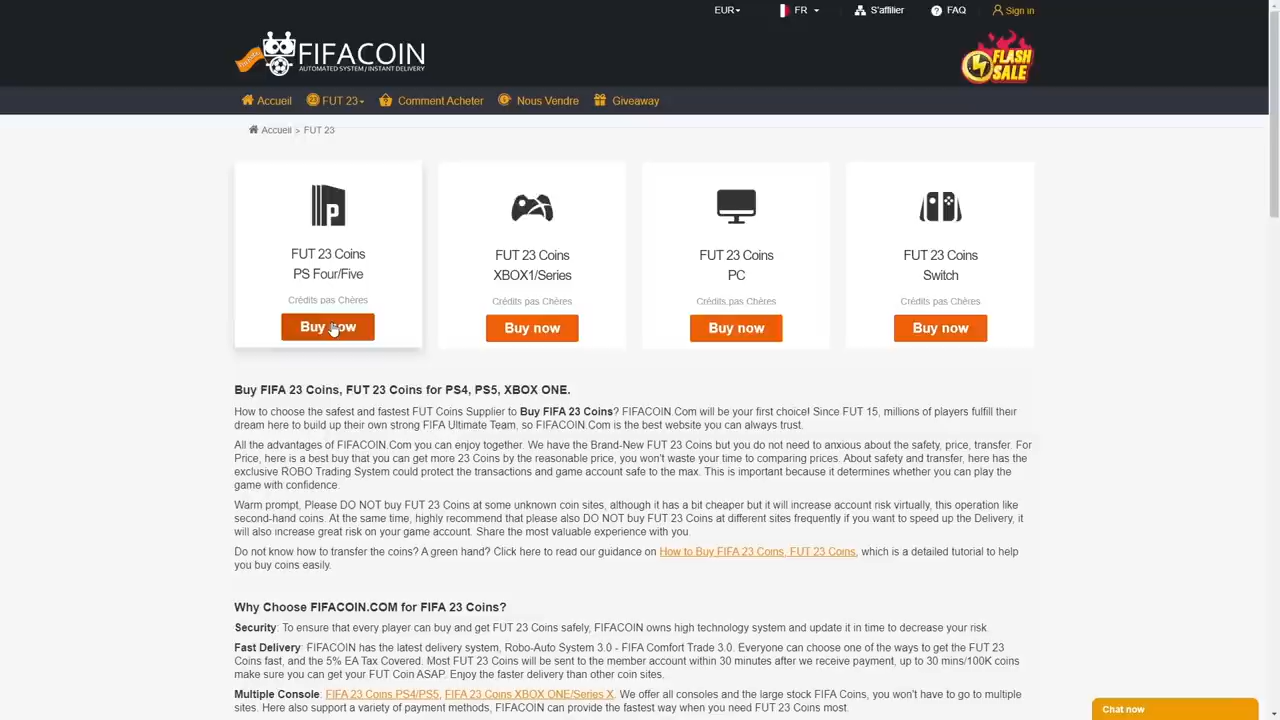 EUR
FR
S'affilier
FAQ
Sign in
FIFACOIN
AUTOMATED SYSTEM / INSTANT DELIVERY
FLASH
SALE
Accueil
FUT 23
Comment Acheter
Nous Vendre
Giveaway
Accueil > FUT 23
P
FUT 23 Coins
PS Four/Five
Crédits pas Chères
Buy now
FUT 23 Coins
XBOX1/Series
Crédits pas Chères
Buy now
FUT 23 Coins
PC
Crédits pas Chères
Buy now
FUT 23 Coins
Switch
Crédits pas Chères
Buy now
Buy FIFA 23 Coins, FUT 23 Coins for PS4, PS5, XBOX ONE.
How to choose the safest and fastest FUT Coins Supplier to Buy FIFA 23 Coins? FIFACOIN.Com will be your first choice! Since FUT 15, millions of players fulfill their
dream here to build up their own strong FIFA Ultimate Team, so FIFACOIN.Com is the best website you can always trust.
All the advantages of FIFACOIN.Com you can enjoy together. We have the Brand-New FUT 23 Coins but you do not need to anxious about the safety, price, transfer. For
Price, here is a best buy that you can get more 23 Coins by the reasonable price, you won't waste your time to comparing prices. About safety and transfer, here has the
exclusive ROBO Trading System could protect the transactions and game account safe to the max. This is important because it determines whether you can play the
game with confidence.
Warm prompt, Please DO NOT buy FUT 23 Coins at some unknown coin sites, although it has a bit cheaper but it will increase account risk virtually, this operation like
second-hand coins. At the same time, highly recommend that please also DO NOT buy FUT 23 Coins at different sites frequently if you want to speed up the Delivery, it
will also increase great risk on your game account. Share the most valuable experience with you.
Do not know how to transfer the coins? A green hand? Click here to read our guidance on How to Buy FIFA 23 Coins, FUT 23 Coins, which is a detailed tutorial to help
you buy coins easily.
Why Choose FIFACOIN.COM for FIFA 23 Coins?
Security: To ensure that every player can buy and get FUT 23 Coins safely, FIFACOIN owns high technology system and update it in time to decrease your risk
Fast Delivery: FIFACOIN has the latest delivery system, Robo-Auto System 3.0 - FIFA Comfort Trade 3.0. Everyone can choose one of the ways to get the FUT 23
Coins fast, and the 5% EA Tax Covered. Most FUT 23 Coins will be sent to the member account within 30 minutes after we receive payment, up to 30 mins/100K coins
make sure you can get your FUT Coin ASAP. Enjoy the faster delivery than other coin sites.
Multiple Console: FIFA 23 Coins PS4/PS5, FIFA 23 Coins XBOX ONE/Series X. We offer all consoles and the large stock FIFA Coins, you won't have to go to multiple
sites. Here also support a variety of payment methods, FIFACOIN can provide the fastest way when you need FUT 23 Coins most.
Chat now